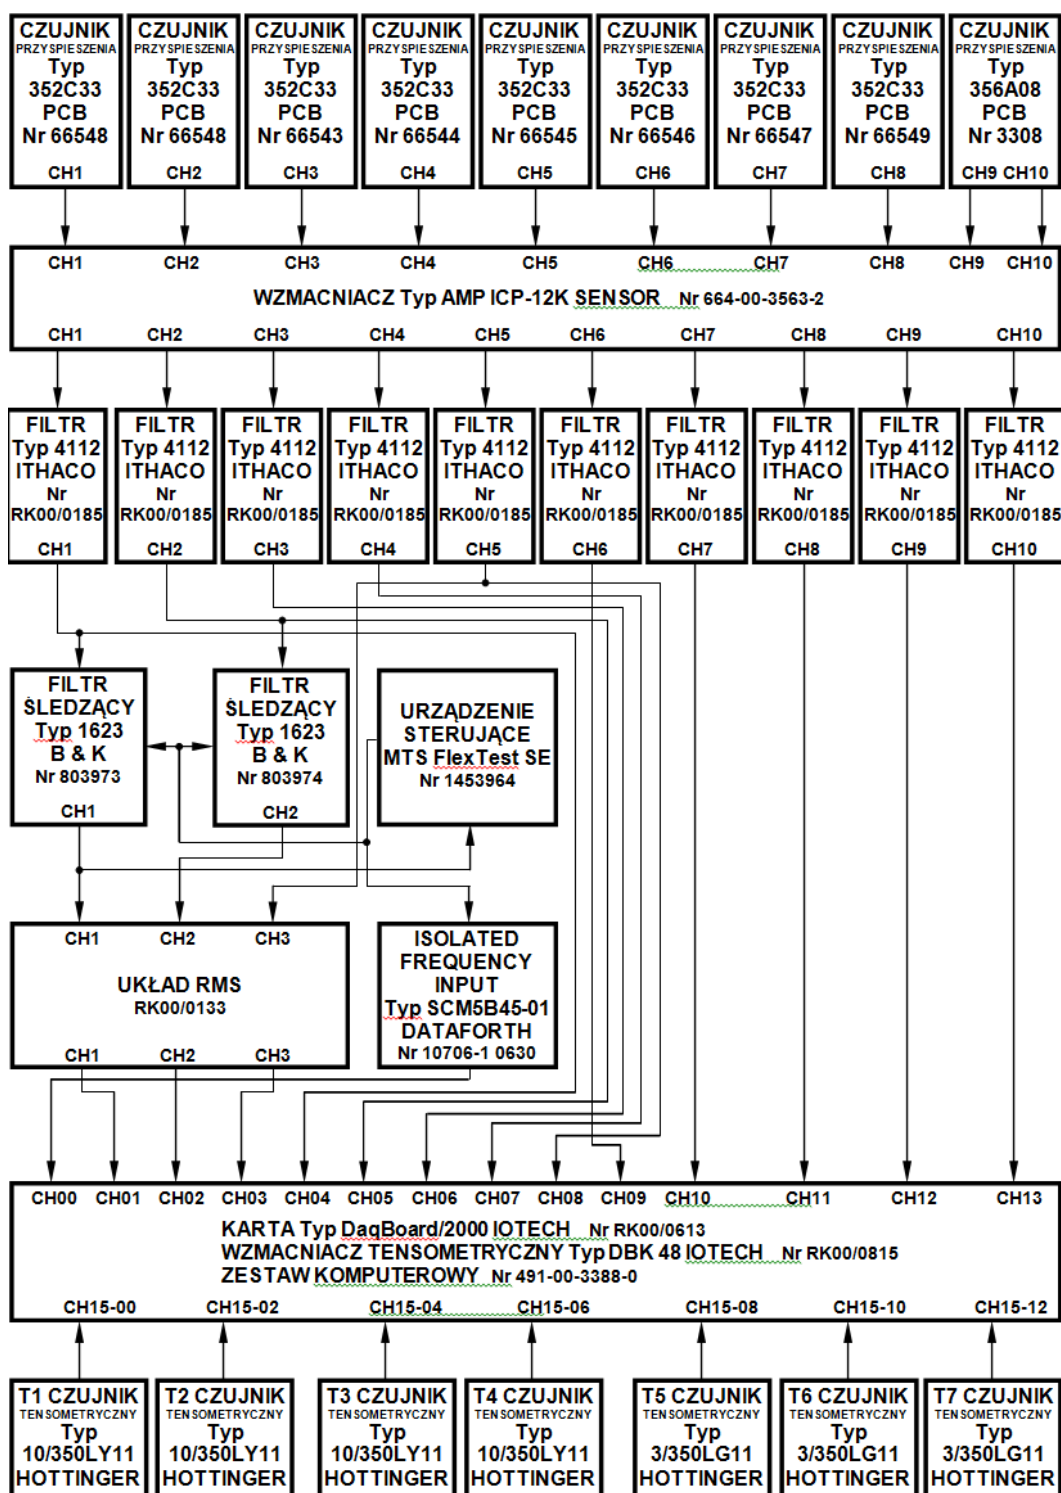 CZUJNIK
PRZYSPIESZENIA
Typ
352C33
PCB
Nr 66548
CH1
CZUJNIK
PRZYSPIESZENIA
Typ
352C33
PCB
Nr 66548
CH2
CZUJNIK
PRZYSPIESZENIA
Typ
352C33
PCB
Nr 66543
CH3
CZUJNIK
PRZYSPIESZENIA
Typ
352C33
PCB
Nr 66544
CH4
CZUJNIK
PRZYSPIESZENIA
Typ
352C33
PCB
Nr 66545
CH5
CZUJNIK
PRZYSPIESZENIA
Typ
352C33
PCB
Nr 66546
CH6
CZUJNIK
PRZYSPIESZENIA
Typ
352C33
PCB
Nr 66547
CH7
CZUJNIK
PRZYSPIESZENIA
Typ
352C33
PCB
Nr 66549
CH8
CZUJNIK
PRZYSPIESZENIA
Typ
356A08
PCB
Nr 3308
CH9 CH10
CH1 CH2 CH3 CH4 CH5 CH6 CH7 CH8 CH9 CH10
WZMACNIACZ Typ AMP ICP-12K SENSOR Nr 664-00-3563-2
CH1 CH2 CH3 CH4 CH5 CH6 CH7 CH8 CH9 CH10
FILTR
Typ 4112
ITHACO
Nr
RK00/0185
CH1
FILTR
Typ 4112
ITHACO
Nr
RK00/0185
CH2
FILTR
Typ 4112
ITHACO
Nr
RK00/0185
CH3
FILTR
Typ 4112
ITHACO
Nr
RK00/0185
CH4
FILTR
Typ 4112
ITHACO
Nr
RK00/0185
CH5
FILTR
Typ 4112
ITHACO
Nr
RK00/0185
CH6
FILTR
Typ 4112
ITHACO
Nr
RK00/0185
CH7
FILTR
Typ 4112
ITHACO
Nr
RK00/0185
CH8
FILTR
Typ 4112
ITHACO
Nr
RK00/0185
CH9
FILTR
Typ 4112
ITHACO
Nr
RK00/0185
CH10
FILTR
ŚLEDZĄCY
Typ 1623
B & K
Nr 803973
CH1
FILTR
ŚLEDZĄCY
Typ 1623
B & K
Nr 803974
CH2
URZĄDZENIE
STERUJĄCE
MTS FlexTest SE
Nr 1453964
CH1 CH2 CH3
UKŁAD RMS
RK00/0133
CH1 CH2 CH3
ISOLATED
FREQUENCY
INPUT
Typ SCM5B45-01
DATAFORTH
Nr 10706-1 0630
CH00 CH01 CH02 CH03 CH04 CH05 CH06 CH07 CH08 CH09 CH10 CH11 CH12 CH13
KARTA Typ DaqBoard/2000 IOTECH Nr RK00/0613
WZMACNIACZ TENSOMETRYCZNY Typ DBK 48 IOTECH Nr RK00/0815
ZESTAW KOMPUTEROWY Nr 491-00-3388-0
CH15-00 CH15-02 CH15-04 CH15-06 CH15-08 CH15-10 CH15-12
T1 CZUJNIK
TENSOMETRYCZNY
Typ
10/350LY11
HOTTINGER
T2 CZUJNIK
TENSOMETRYCZNY
Typ
10/350LY11
HOTTINGER
T3 CZUJNIK
TENSOMETRYCZNY
Typ
10/350LY11
HOTTINGER
T4 CZUJNIK
TENSOMETRYCZNY
Typ
10/350LY11
HOTTINGER
T5 CZUJNIK
TENSOMETRYCZNY
Typ
3/350LG11
HOTTINGER
T6 CZUJNIK
TENSOMETRYCZNY
Typ
3/350LG11
HOTTINGER
T7 CZUJNIK
TENSOMETRYCZNY
Typ
3/350LG11
HOTTINGER